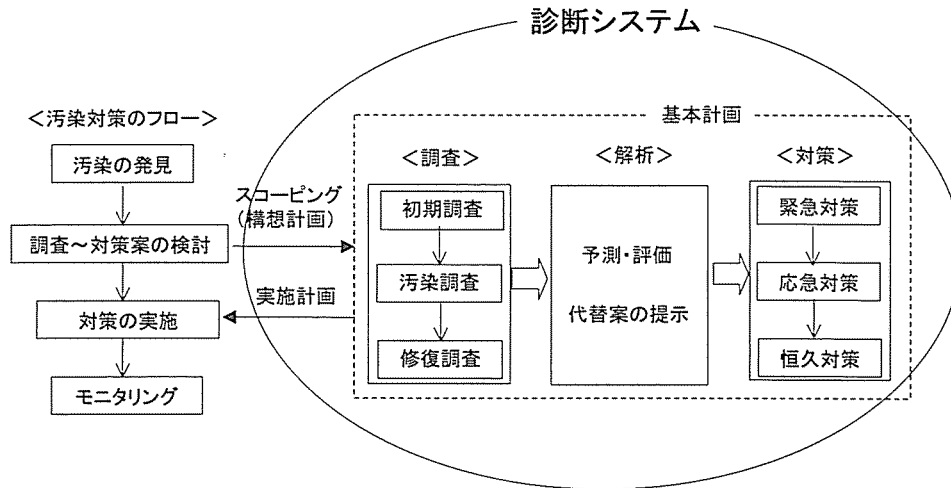 診断システム
＜汚染対策のフロー＞
汚染の発見
調査～対策案の検討
対策の実施
モニタリング
スコーピング
（構想計画）
実施計画
基本計画
＜調査＞
初期調査
汚染調査
修復調査
＜解析＞
予測・評価
代替案の提示
＜対策＞
緊急対策
応急対策
恒久対策